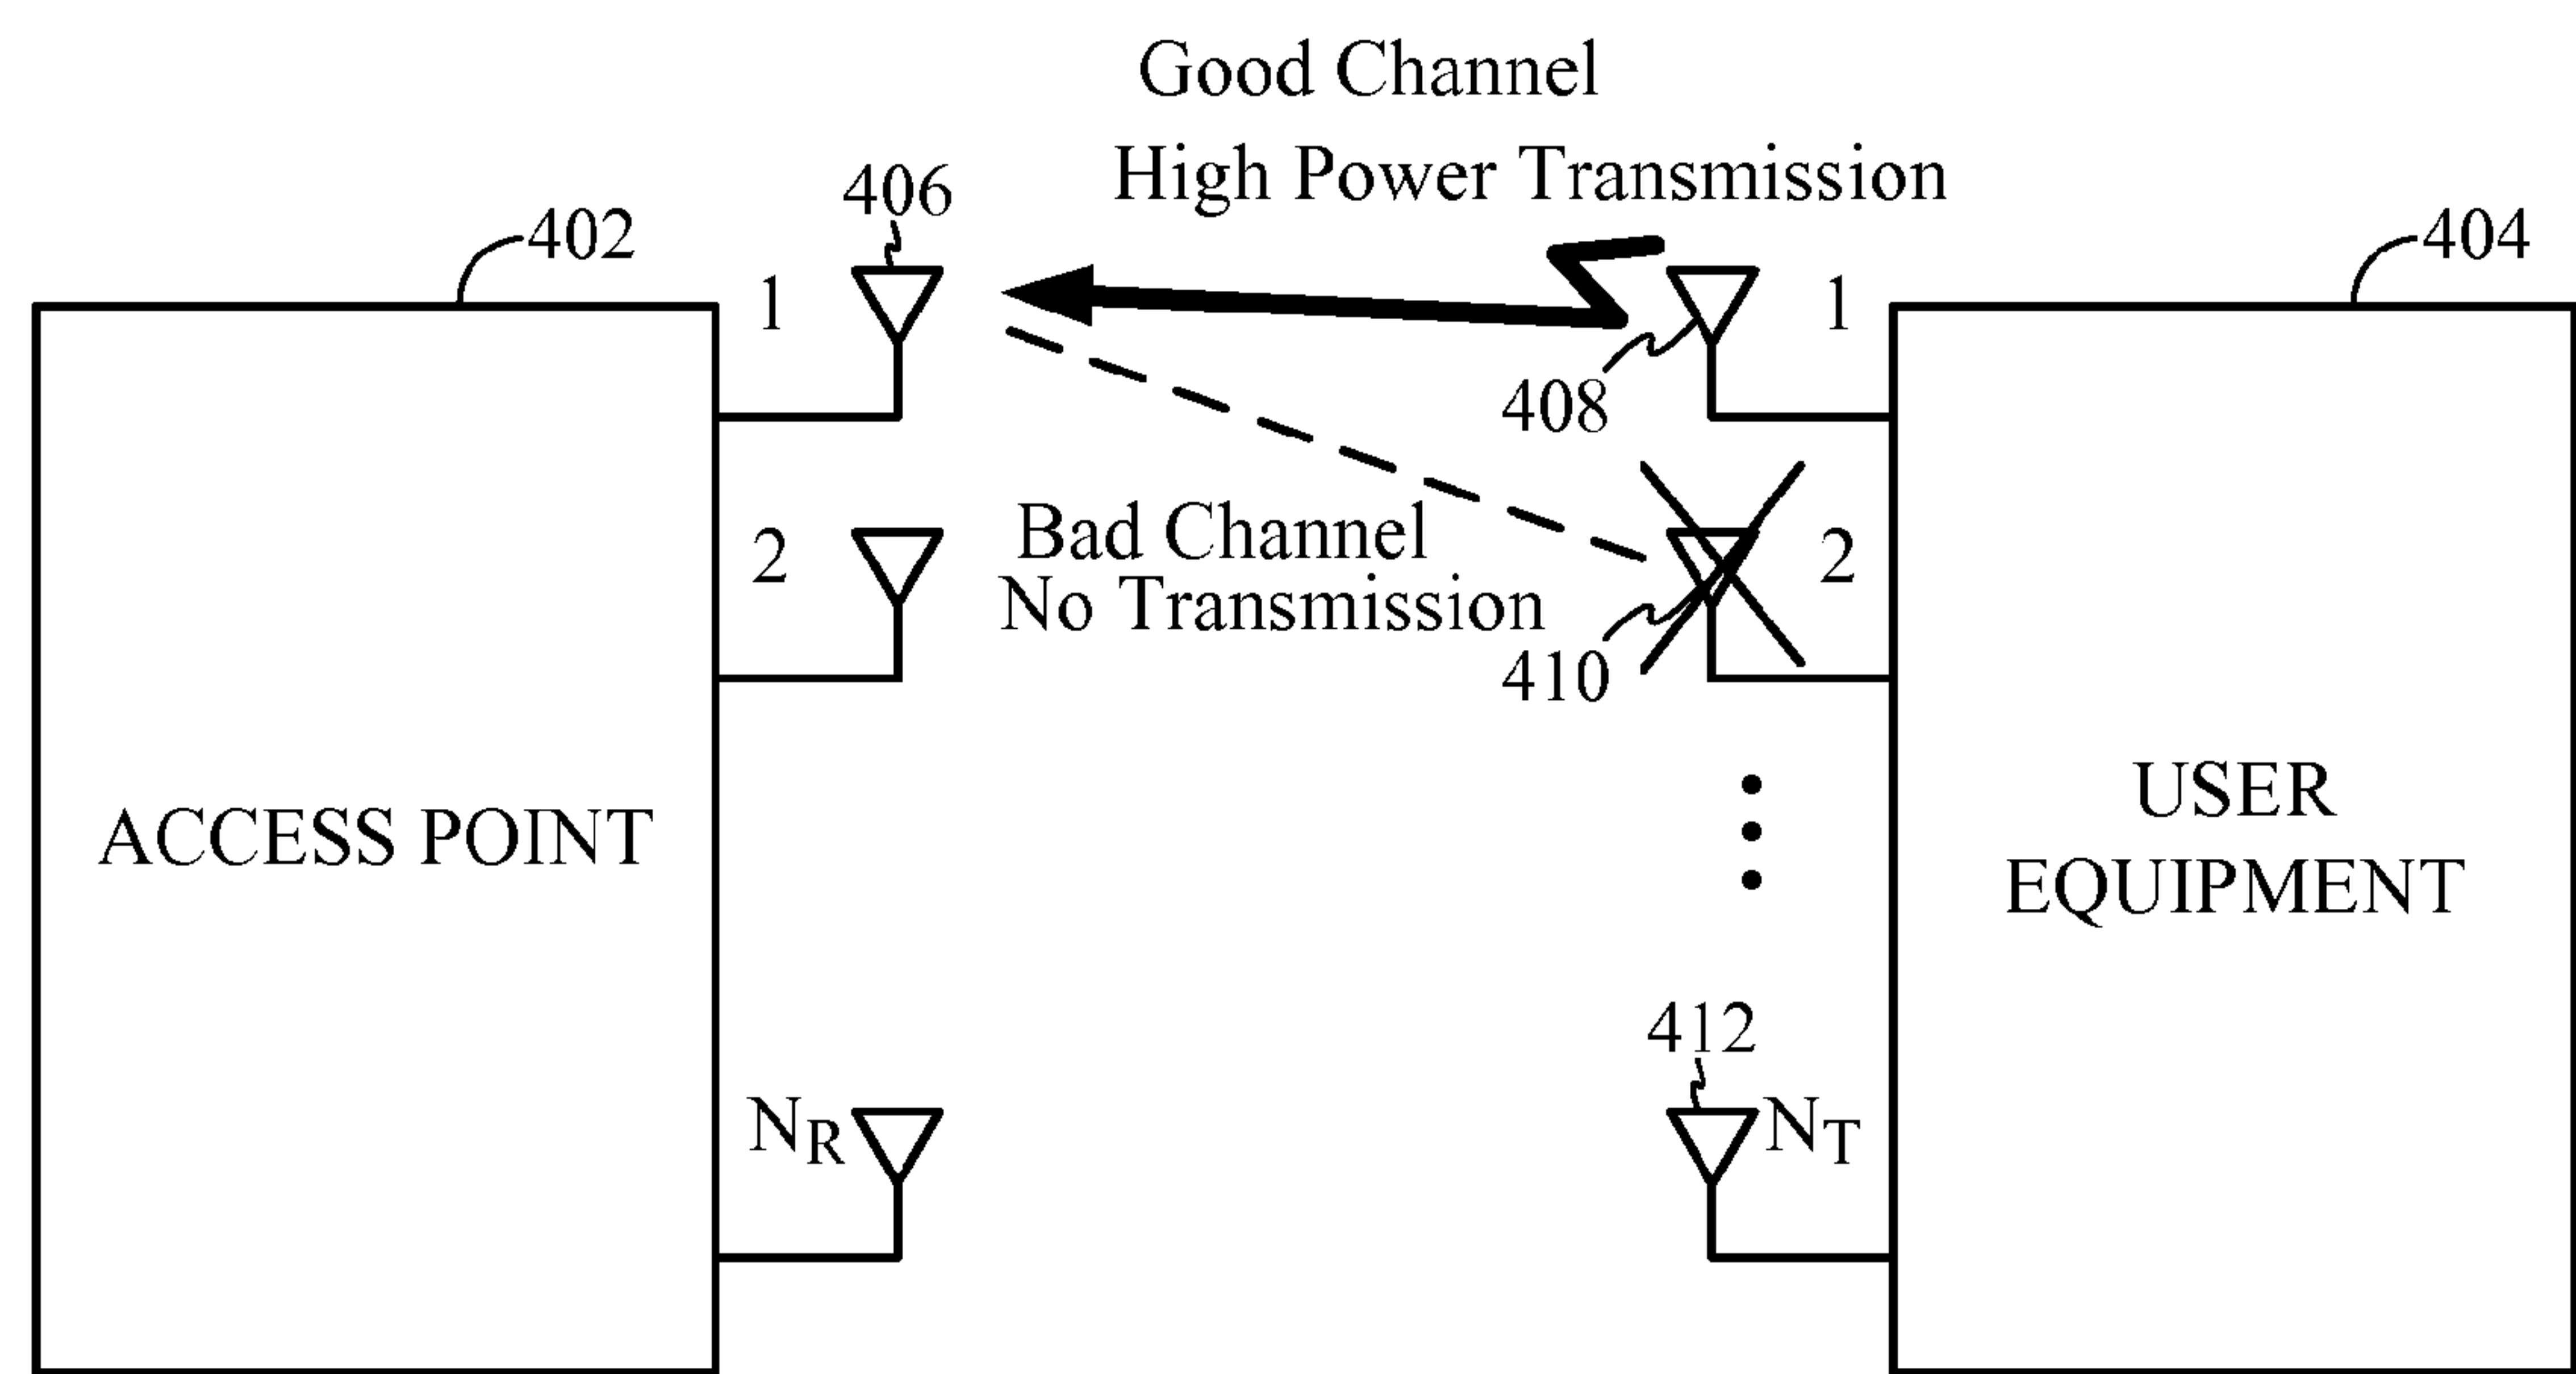 Good Channel
High Power Transmission
406
402
404
1
1
408
2
Bad Channel
No Transmission
2
410
ACCESS POINT
USER
EQUIPMENT
412
NR
NT